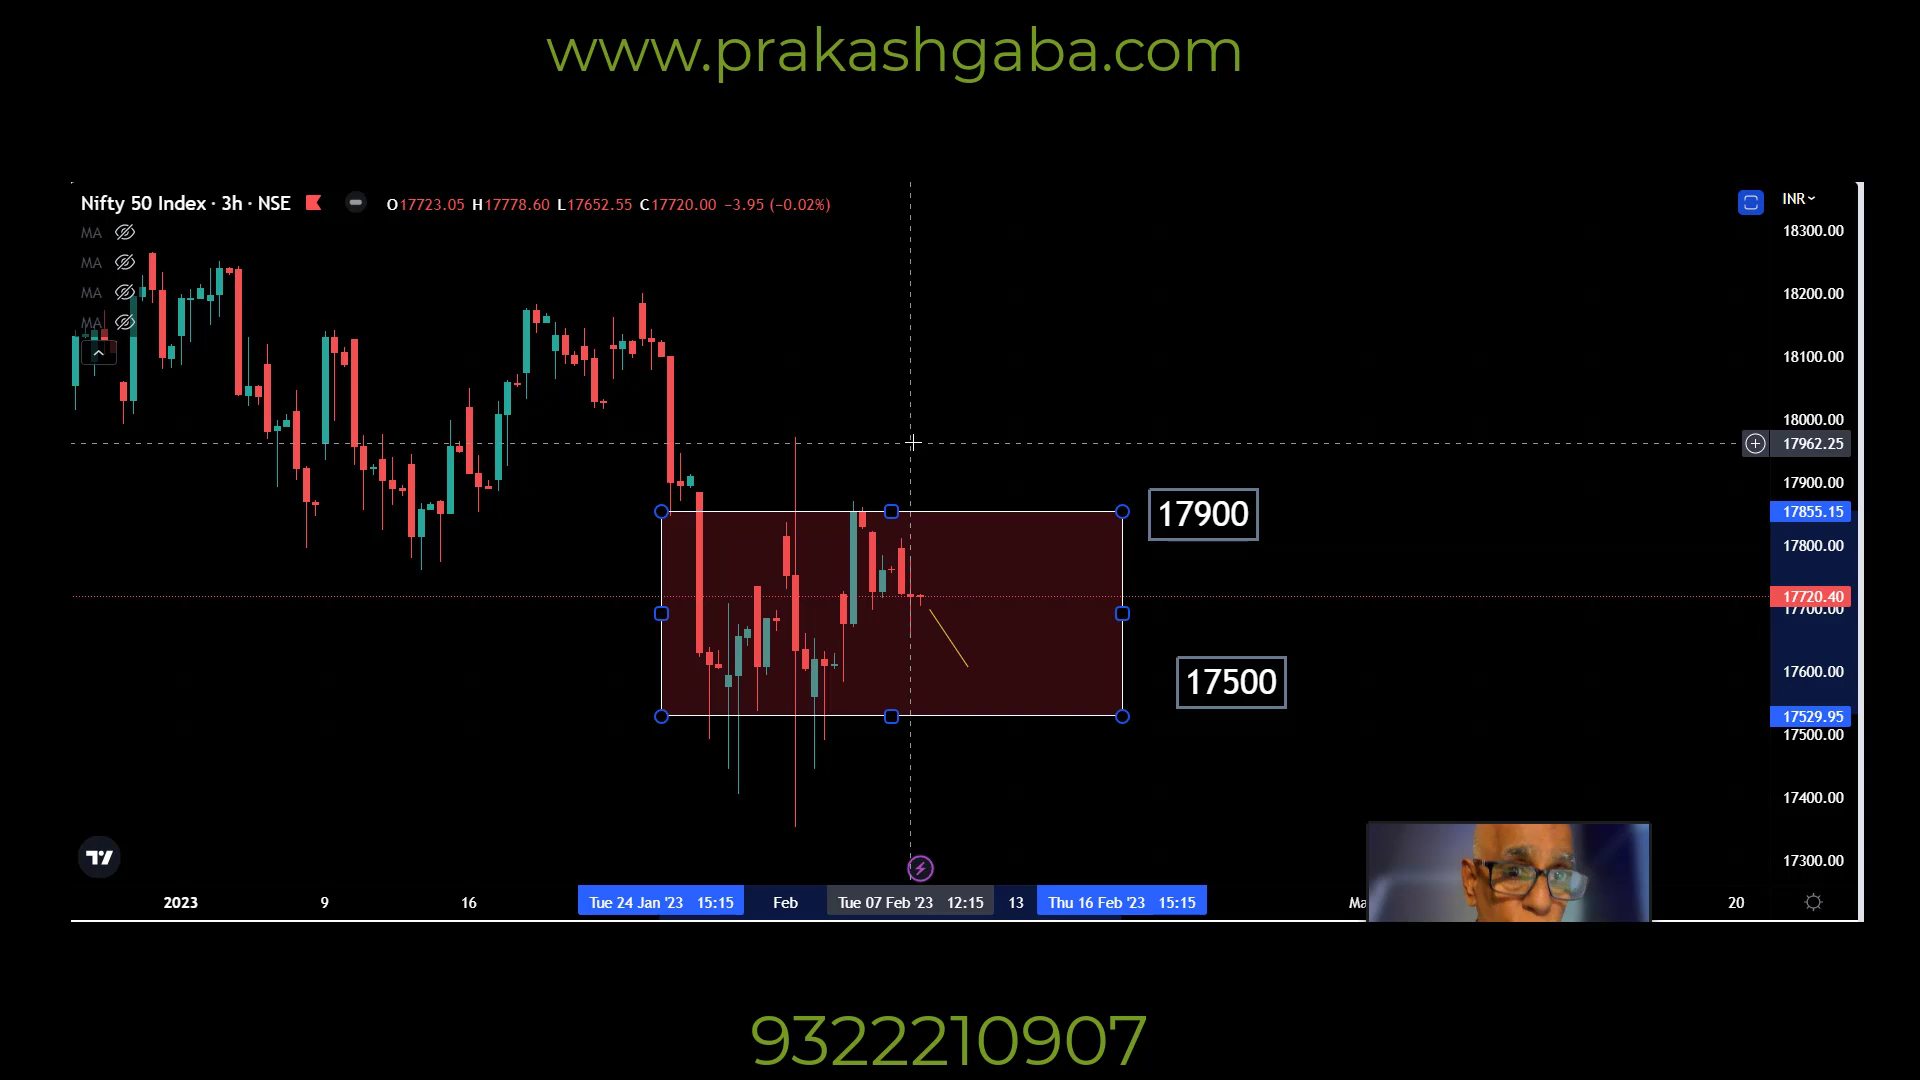 www.prakashgaba.com
Nifty 50 Index · 3h · NSE O17723.05 H17778.60 L17652.55 C17720.00 −3.95 (−0.02%)
INR
MA
MA
MA
MA
18300.00
18200.00
18100.00
18000.00
17962.25
17900.00
17900
17855.15
17800.00
17720.40
17700.00
17600.00
17500
17529.95
17500.00
17400.00
17300.00
2023 9 16 Tue 24 Jan '23 15:15 Feb Tue 07 Feb '23 12:15 13 Thu 16 Feb '23 15:15 20
9322210907